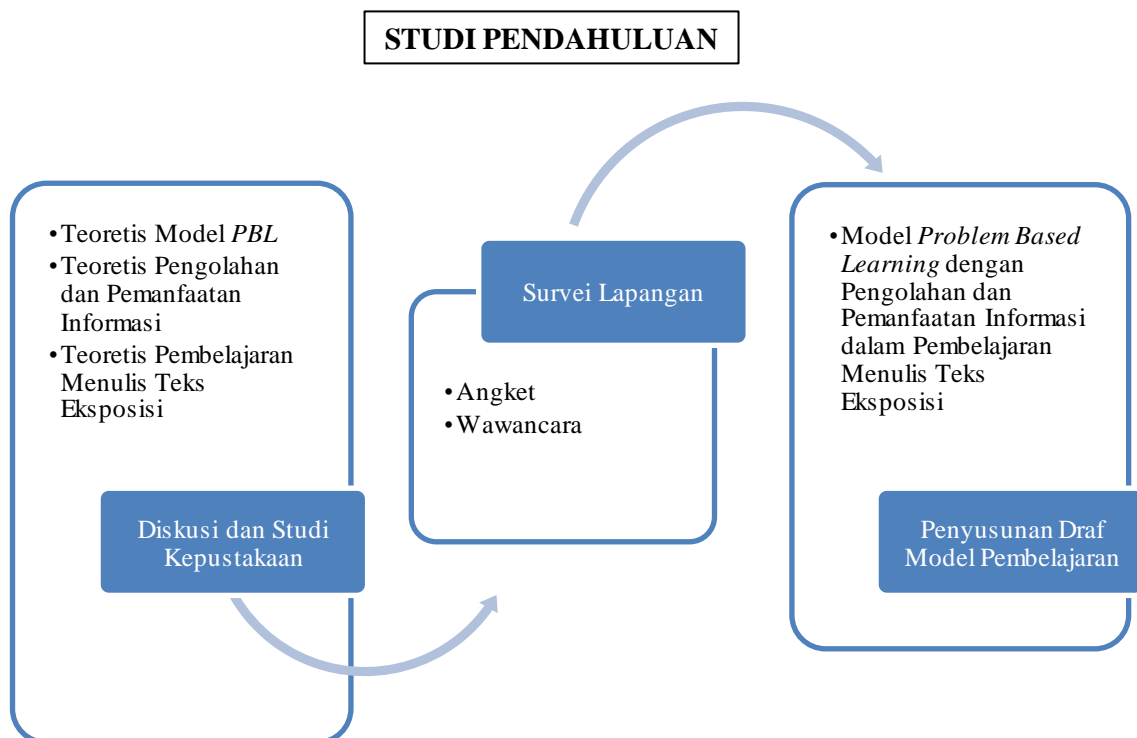 STUDI PENDAHULUAN
•Teoretis Model PBL
•Teoretis Pengolahan
dan Pemanfaatan
Informasi
•Teoretis Pembelajaran
Menulis Teks
Eksposisi
Diskusi dan Studi
Kepustakaan
Survei Lapangan
•Angket
•Wawancara
•Model Problem Based
Learning dengan
Pengolahan dan
Pemanfaatan Informasi
dalam Pembelajaran
Menulis Teks
Eksposisi
Penyusunan Draf
Model Pembelajaran